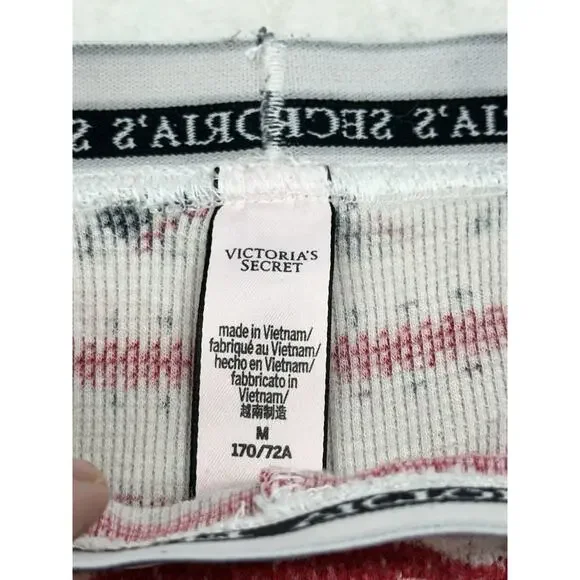 VICTORIA'S
SECRET
made in Vietnam/
fabriqué au Vietnam/
hecho en Vietnam/
fabbricato in
Vietnam/
越南制造
M
170/72A